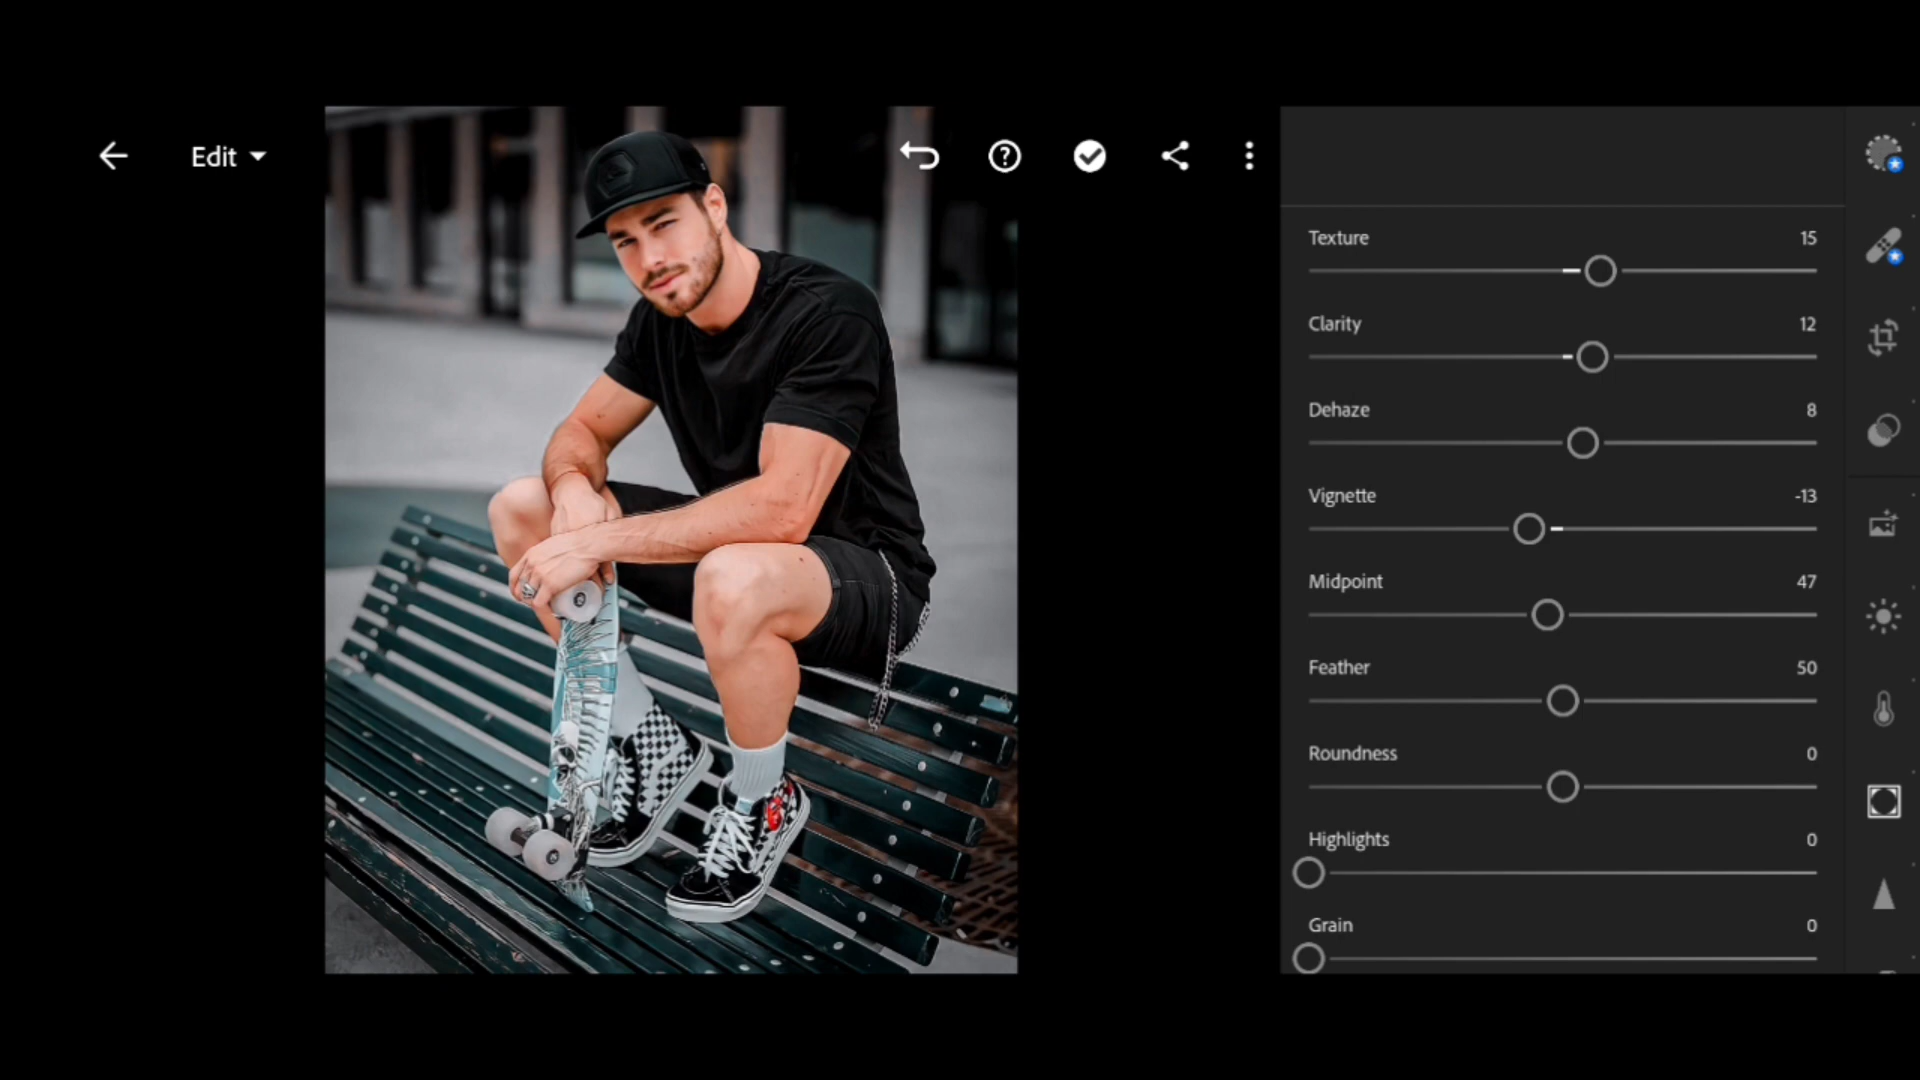 Edit
Texture 15
Clarity 12
Dehaze 8
Vignette -13
Midpoint 47
Feather 50
Roundness 0
Highlights 0
Grain 0